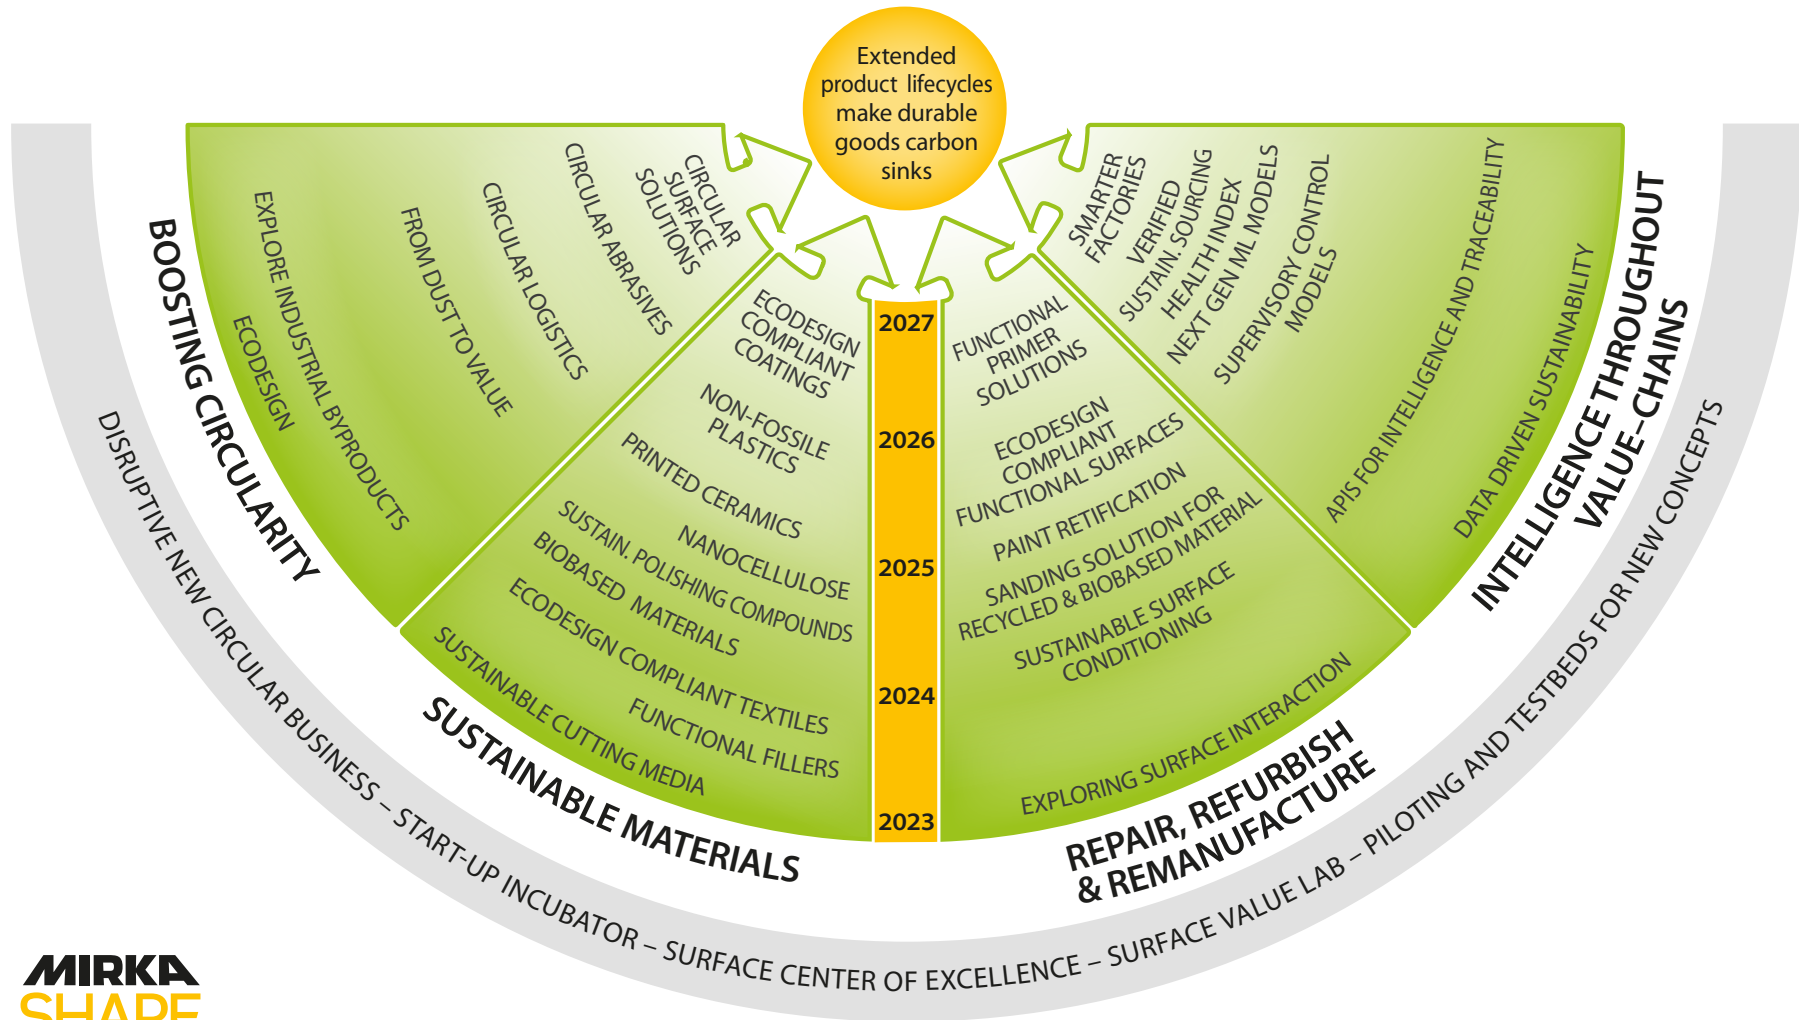 Extended
product lifecycles
make durable
goods carbon
sinks
BOOSTING CIRCULARITY
ECODESIGN
EXPLORE INDUSTRIAL BYPRODUCTS
FROM DUST TO VALUE
CIRCULAR LOGISTICS
CIRCULAR ABRASIVES
CIRCULAR
SURFACE
SOLUTIONS
SUSTAINABLE MATERIALS
ECODESIGN
COMPLIANT
COATINGS
NON-FOSSILE
PLASTICS
PRINTED CERAMICS
NANOCELLULOSE
SUSTAIN. POLISHING COMPOUNDS
BIOBASED MATERIALS
ECODESIGN COMPLIANT TEXTILES
FUNCTIONAL FILLERS
SUSTAINABLE CUTTING MEDIA
2027
2026
2025
2024
2023
FUNCTIONAL
PRIMER
SOLUTIONS
ECODESIGN
COMPLIANT
FUNCTIONAL SURFACES
PAINT RETIFICATION
SANDING SOLUTION FOR
RECYCLED & BIOBASED MATERIAL
SUSTAINABLE SURFACE
CONDITIONING
EXPLORING SURFACE INTERACTION
REPAIR, REFURBISH
& REMANUFACTURE
SMARTER
FACTORIES
VERIFIED
SUSTAIN. SOURCING
HEALTH INDEX
NEXT GEN ML MODELS
SUPERVISORY CONTROL
MODELS
APIS FOR INTELLIGENCE AND TRACEABILITY
DATA DRIVEN SUSTAINABILITY
INTELLIGENCE THROUGHOUT
VALUE-CHAINS
DISRUPTIVE NEW CIRCULAR BUSINESS – START-UP INCUBATOR – SURFACE CENTER OF EXCELLENCE – SURFACE VALUE LAB – PILOTING AND TESTBEDS FOR NEW CONCEPTS
MIRKA
SHAPE